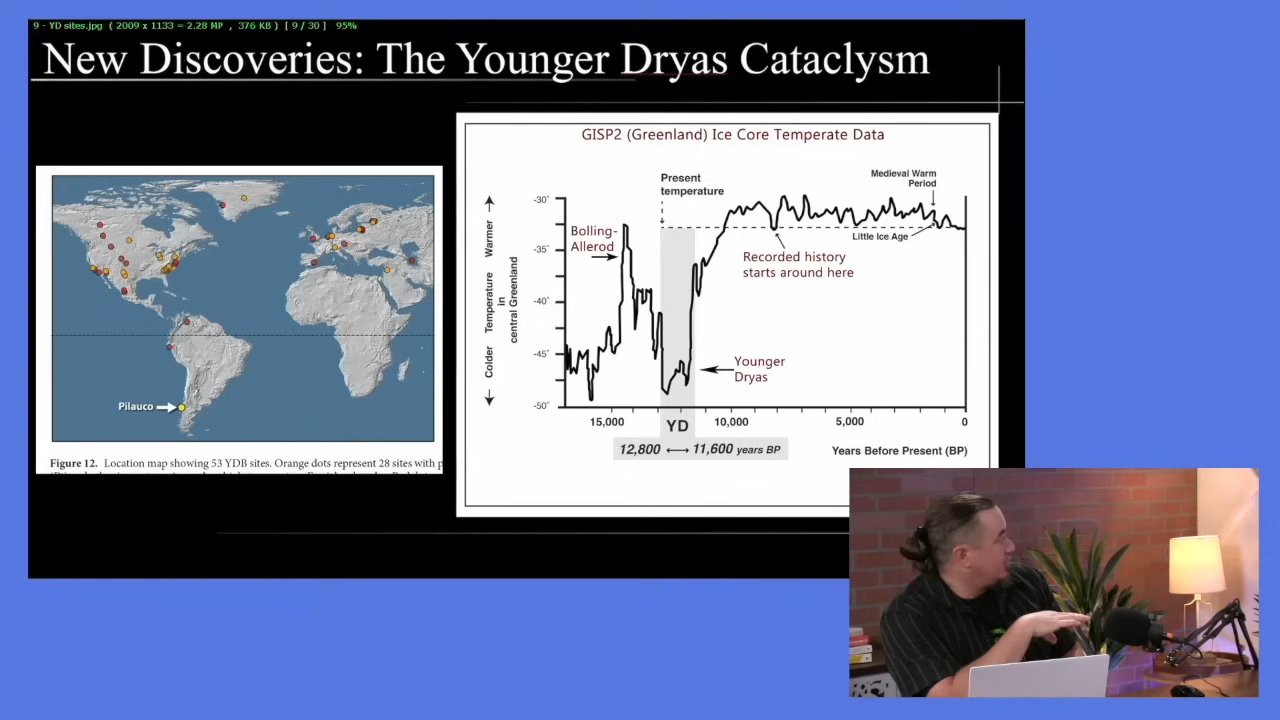 9 - YD sites.jpg ( 2009 x 1133 = 2.28 MP , 376 KB ) [ 9 / 30 ] 95%
New Discoveries: The Younger Dryas Cataclysm
Pilauco
Figure 12. Location map showing 53 YDB sites. Orange dots represent 28 sites with p
GISP2 (Greenland) Ice Core Temperate Data
Present
temperature
Medieval Warm
Period
Bolling-
Allerod
Little Ice Age
Recorded history
starts around here
Younger
Dryas
Colder Temperature Warmer
in
central Greenland
-30°
-35°
-40°
-45°
-50°
15,000
YD
10,000
5,000
0
12,800 11,600 years BP
Years Before Present (BP)